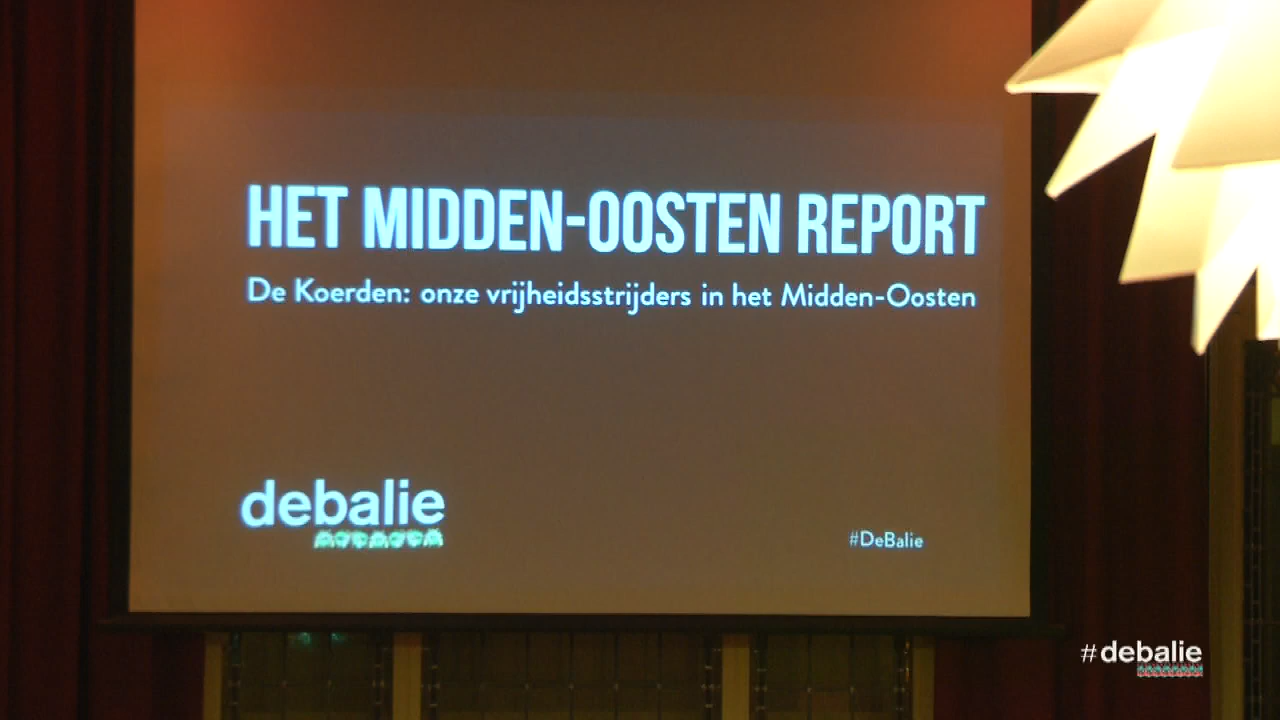 HET MIDDEN-OOSTEN REPORT
De Koerden: onze vrijheidsstrijders in het Midden-Oosten
debalie
#DeBalie
#debalie